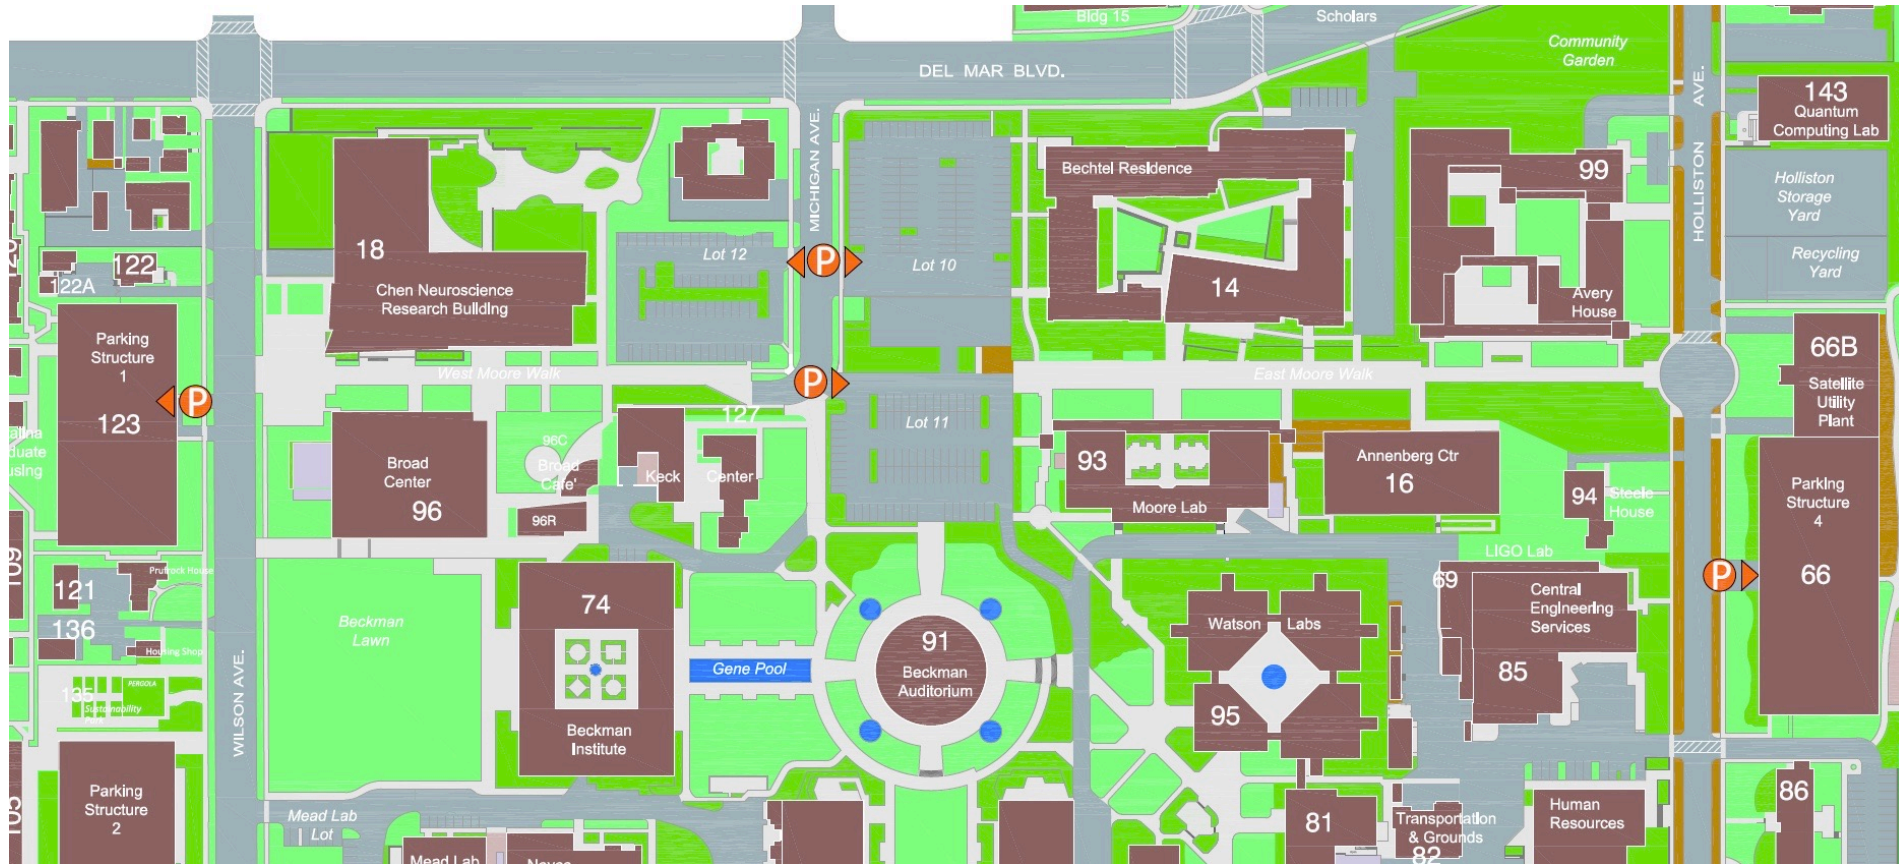 Bldg 15
Scholars
DEL MAR BLVD.
Community
Garden
HOLLISTON AVE.
143
Quantum
Computing Lab
MICHIGAN AVE.
Bechtel Residence
99
Holliston
Storage
Yard
18
Lot 12
P
Lot 10
Recycling
Yard
122
122A
Chen Neuroscience
Research Building
14
Avery
House
Parking
Structure
1
123
P
66B
Satellite
Utility
Plant
West Moore Walk
P
East Moore Walk
127
Lot 11
96C
Broad
Cafe'
Broad
Center
96
Keck
Center
96R
93
Moore Lab
Annenberg Ctr
16
94
Steele
House
Parking
Structure
4
66
P
109
LIGO Lab
121
Prufrock House
136
Housing Shop
74
Beckman
Lawn
91
Beckman
Auditorium
Gene Pool
Watson Labs
69
Central
Engineering
Services
85
135
PERGOLA
Sustainability
Park
WILSON AVE.
Beckman
Institute
95
Parking
Structure
2
Mead Lab
Lot
Mead Lab
Noyes
81
Transportation
& Grounds
82
Human
Resources
86